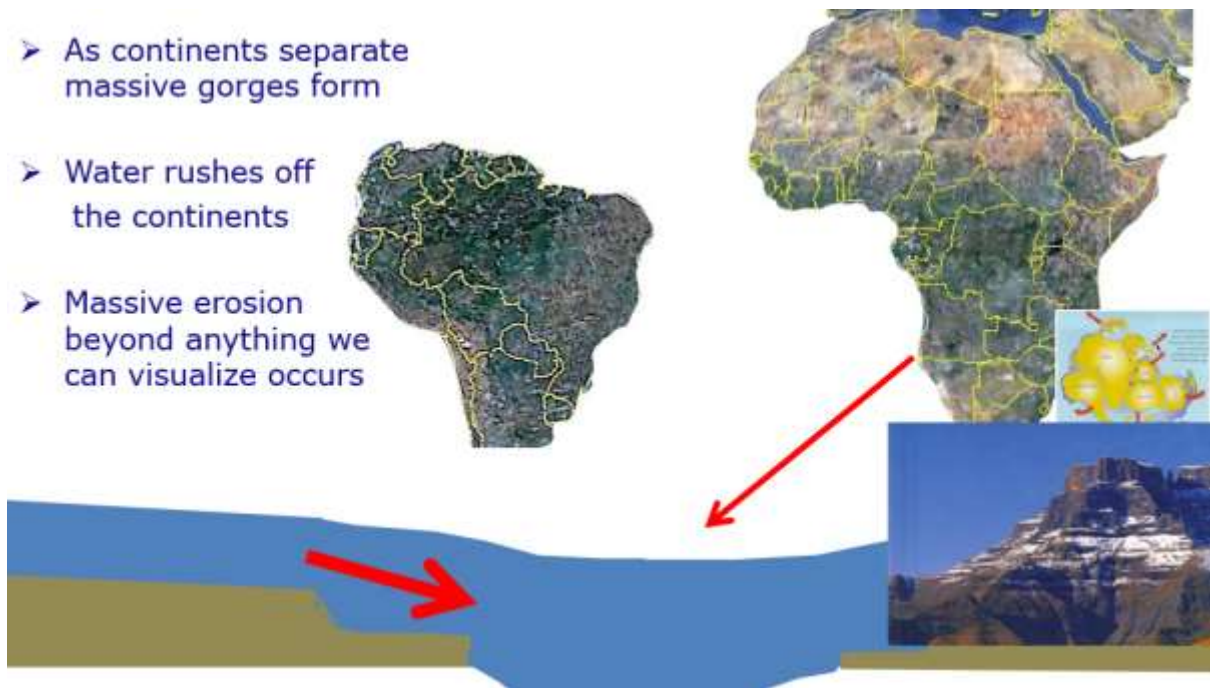 ➢ As continents separate
massive gorges form
➢ Water rushes off
the continents
➢ Massive erosion
beyond anything we
can visualize occurs